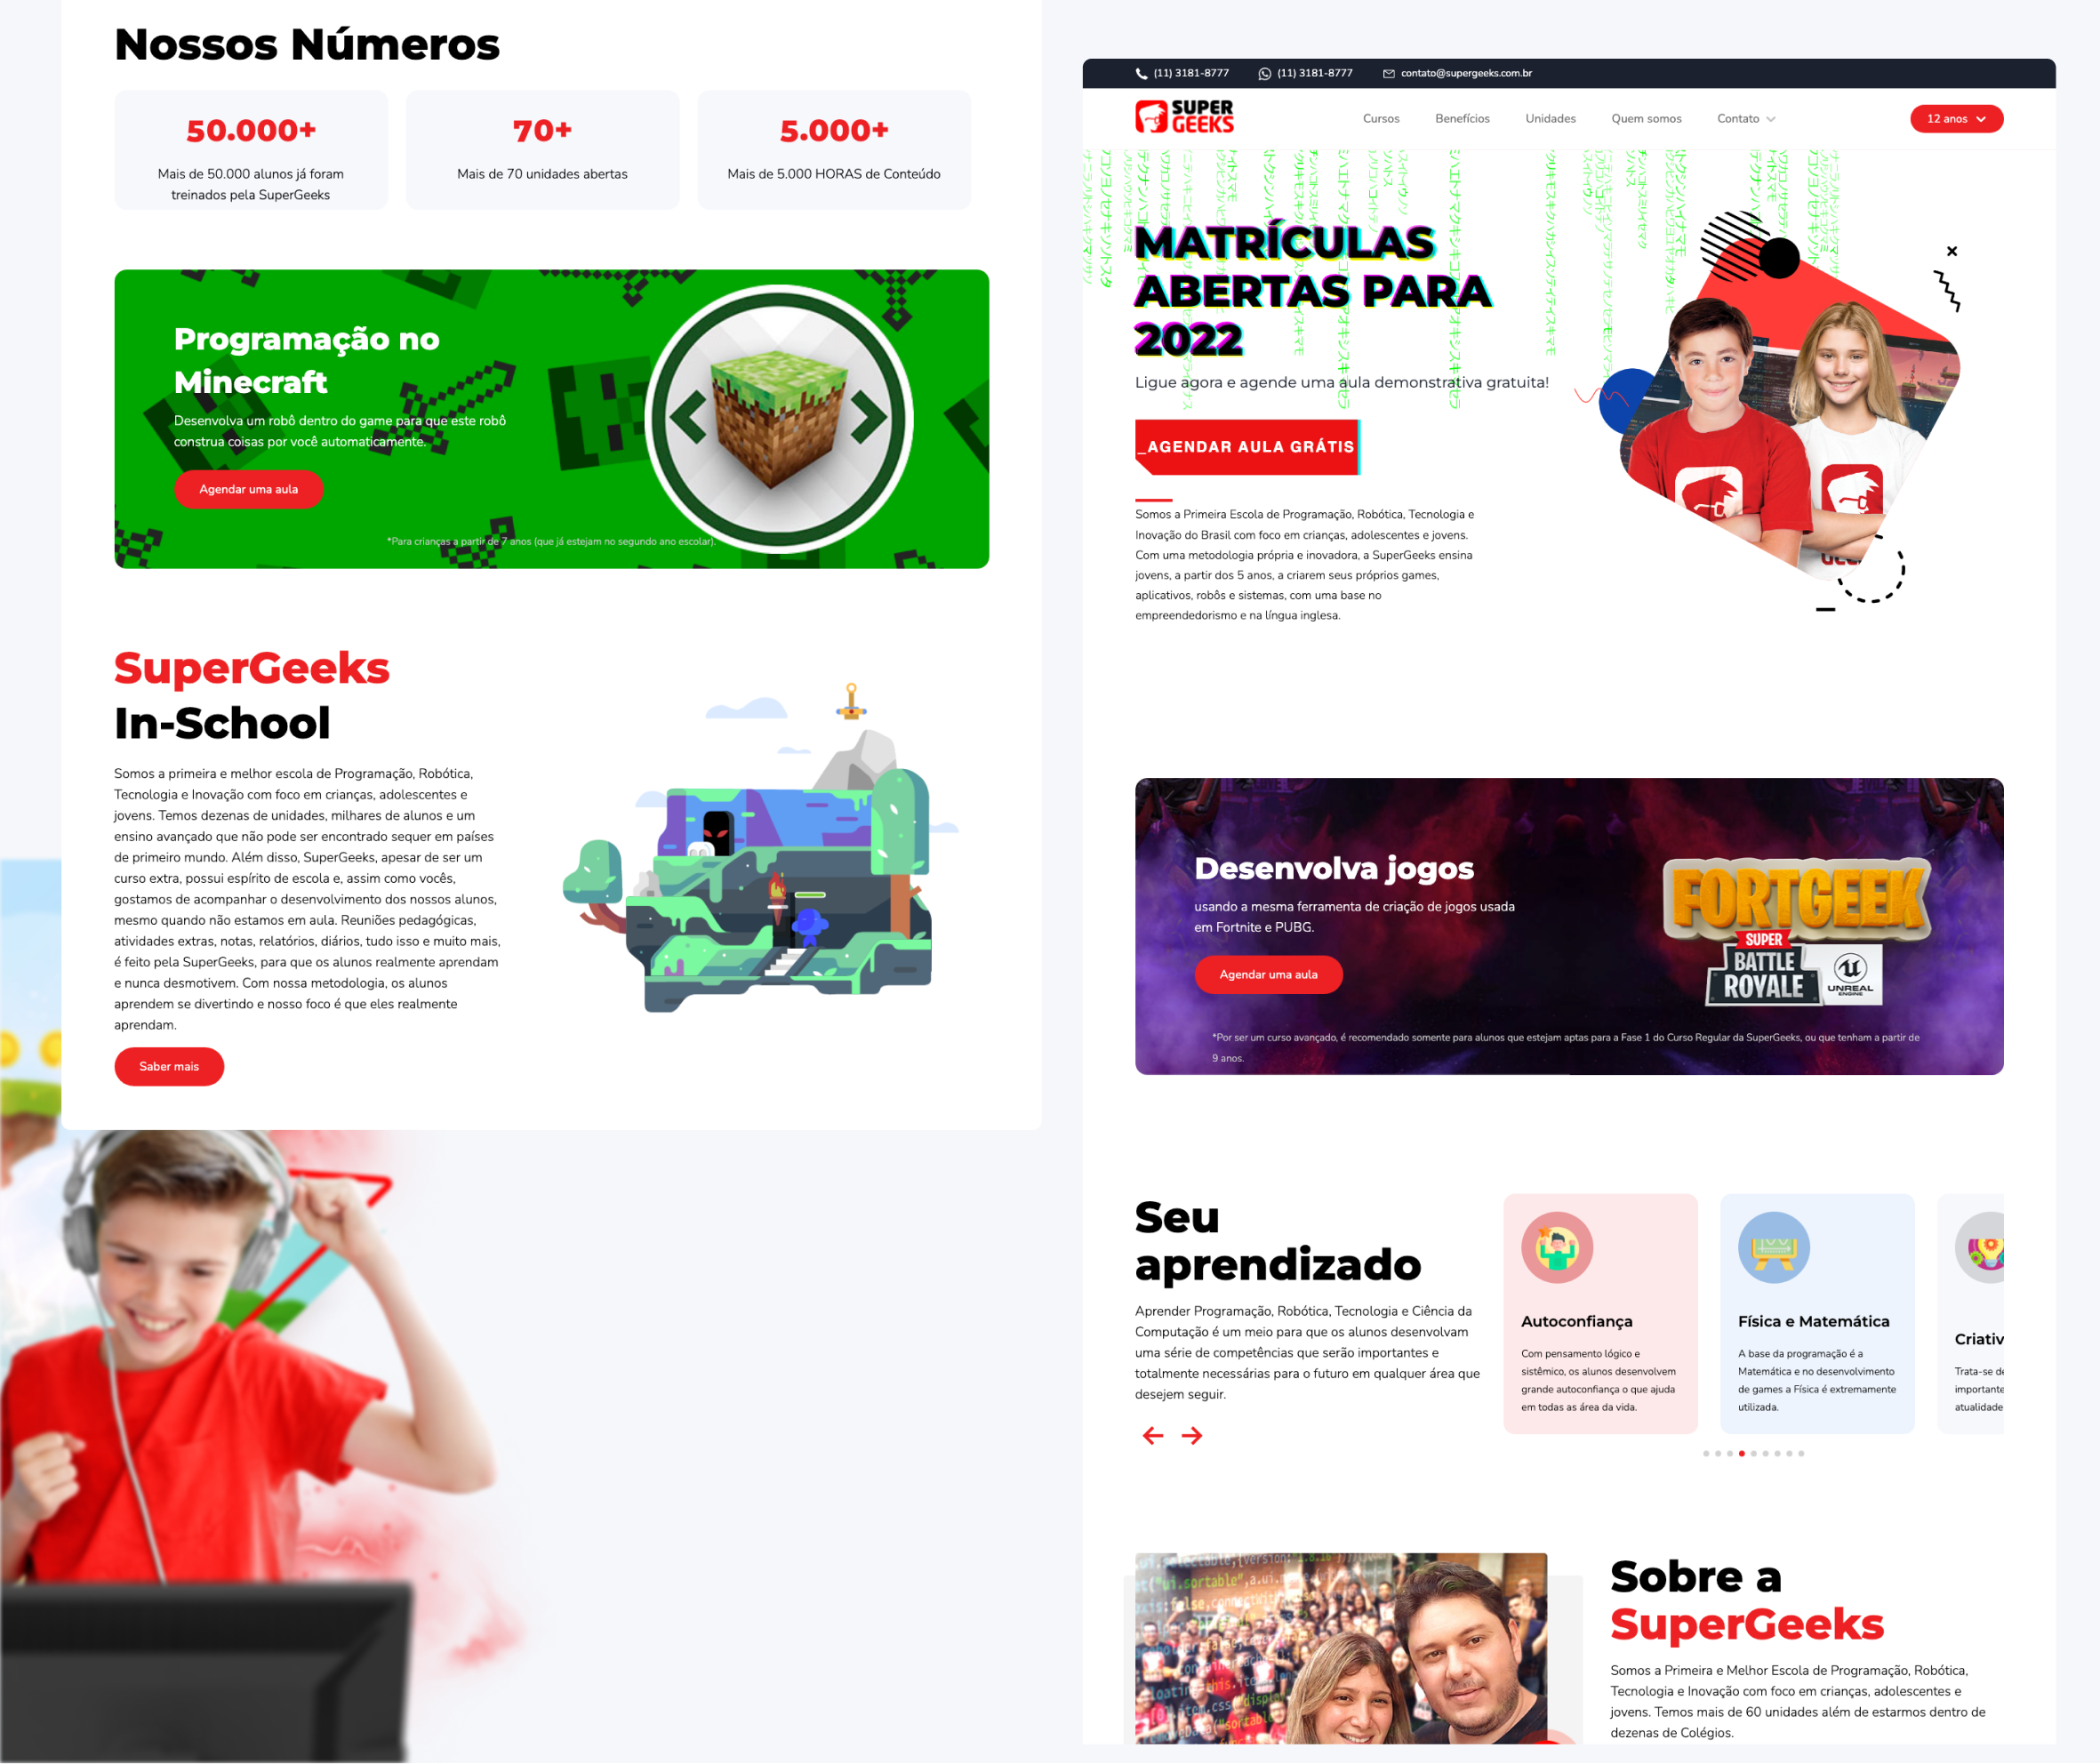 Nossos Números
50.000+
Mais de 50.000 alunos já foram
treinados pela SuperGeeks
70+
Mais de 70 unidades abertas
5.000+
Mais de 5.000 HORAS de Conteúdo
Programação no
Minecraft
Desenvolva um robô dentro do game para que este robô
construa coisas por você automaticamente.
Agendar uma aula
*Para crianças a partir de 7 anos (que já estejam no segundo ano escolar).
SuperGeeks
In-School
Somos a primeira e melhor escola de Programação, Robótica,
Tecnologia e Inovação com foco em crianças, adolescentes e
jovens. Temos dezenas de unidades, milhares de alunos e um
ensino avançado que não pode ser encontrado sequer em países
de primeiro mundo. Além disso, SuperGeeks, apesar de ser um
curso extra, possui espírito de escola e, assim como vocês,
gostamos de acompanhar o desenvolvimento dos nossos alunos,
mesmo quando não estamos em aula. Reuniões pedagógicas,
atividades extras, notas, relatórios, diários, tudo isso e muito mais,
é feito pela SuperGeeks, para que os alunos realmente aprendam
e nunca desmotivem. Com nossa metodologia, os alunos
aprendem se divertindo e nosso foco é que eles realmente
aprendam.
Saber mais
(11) 3181-8777
(11) 3181-8777
contato@supergeeks.com.br
SUPER
GEEKS
Cursos
Benefícios
Unidades
Quem somos
Contato
12 anos
MATRÍCULAS
ABERTAS PARA
2022
Ligue agora e agende uma aula demonstrativa gratuita!
_AGENDAR AULA GRÁTIS
Somos a Primeira Escola de Programação, Robótica, Tecnologia e
Inovação do Brasil com foco em crianças, adolescentes e jovens.
Com uma metodologia própria e inovadora, a SuperGeeks ensina
jovens, a partir dos 5 anos, a criarem seus próprios games,
aplicativos, robôs e sistemas, com uma base no
empreendedorismo e na língua inglesa.
Desenvolva jogos
usando a mesma ferramenta de criação de jogos usada
em Fortnite e PUBG.
Agendar uma aula
FORTGEEK
SUPER
BATTLE
ROYALE
UNREAL
ENGINE
*Por ser um curso avançado, é recomendado somente para alunos que estejam aptas para a Fase 1 do Curso Regular da SuperGeeks, ou que tenham a partir de
9 anos.
Seu
aprendizado
Aprender Programação, Robótica, Tecnologia e Ciência da
Computação é um meio para que os alunos desenvolvam
uma série de competências que serão importantes e
totalmente necessárias para o futuro em qualquer área que
desejem seguir.
Autoconfiança
Com pensamento lógico e
sistêmico, os alunos desenvolvem
grande autoconfiança o que ajuda
em todas as área da vida.
Física e Matemática
A base da programação é a
Matemática e no desenvolvimento
de games a Física é extremamente
utilizada.
Criativ
Trata-se de
importante
atualidade
Sobre a
SuperGeeks
Somos a Primeira e Melhor Escola de Programação, Robótica,
Tecnologia e Inovação com foco em crianças, adolescentes e
jovens. Temos mais de 60 unidades além de estarmos dentro de
dezenas de Colégios.